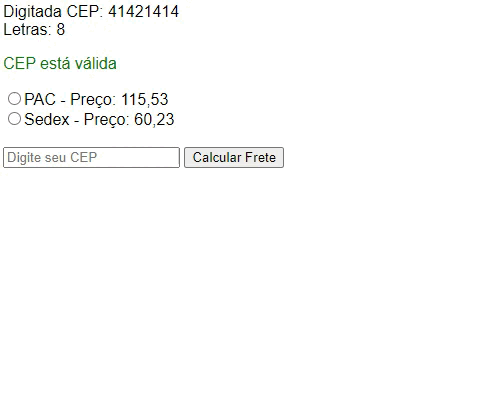 Digitada CEP: 41421414
Letras: 8
CEP está válida
PAC - Preço: 115,53
Sedex - Preço: 60,23
Digite seu CEP Calcular Frete